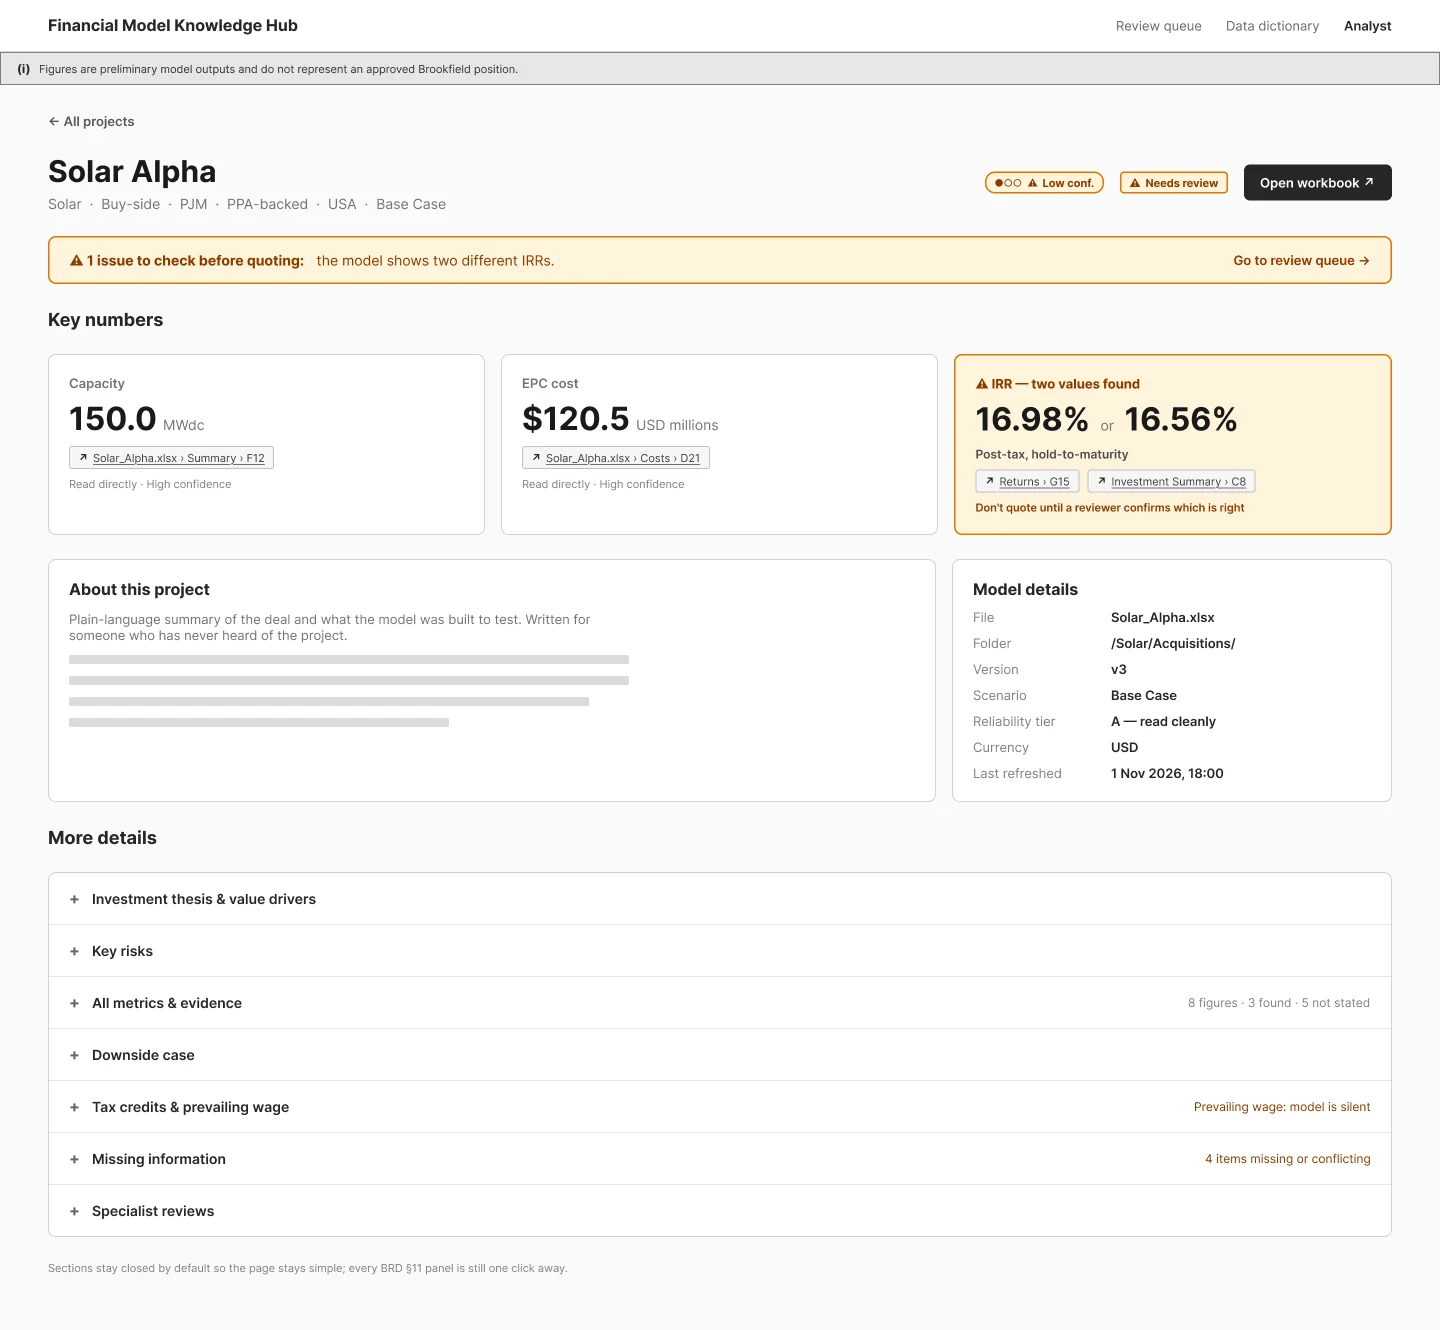 Financial Model Knowledge Hub
Review queue Data dictionary Analyst
(i) Figures are preliminary model outputs and do not represent an approved Brookfield position.
← All projects
Solar Alpha
●○○ ⚠ Low conf. ⚠ Needs review Open workbook ↗
Solar · Buy-side · PJM · PPA-backed · USA · Base Case
⚠ 1 issue to check before quoting: the model shows two different IRRs. Go to review queue →
Key numbers
Capacity
150.0 MWdc
↗ Solar_Alpha.xlsx › Summary › F12
Read directly · High confidence
EPC cost
$120.5 USD millions
↗ Solar_Alpha.xlsx › Costs › D21
Read directly · High confidence
⚠ IRR — two values found
16.98% or 16.56%
Post-tax, hold-to-maturity
↗ Returns › G15 ↗ Investment Summary › C8
Don't quote until a reviewer confirms which is right
About this project
Plain-language summary of the deal and what the model was built to test. Written for
someone who has never heard of the project.
Model details
File Solar_Alpha.xlsx
Folder /Solar/Acquisitions/
Version v3
Scenario Base Case
Reliability tier A — read cleanly
Currency USD
Last refreshed 1 Nov 2026, 18:00
More details
+ Investment thesis & value drivers
+ Key risks
+ All metrics & evidence 8 figures · 3 found · 5 not stated
+ Downside case
+ Tax credits & prevailing wage Prevailing wage: model is silent
+ Missing information 4 items missing or conflicting
+ Specialist reviews
Sections stay closed by default so the page stays simple; every BRD §11 panel is still one click away.